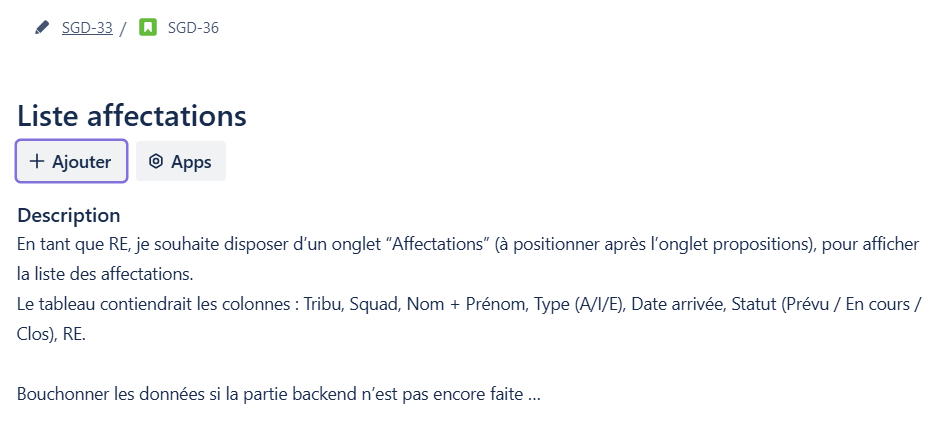 SGD-33 / SGD-36
Liste affectations
+ Ajouter Apps
Description
En tant que RE, je souhaite disposer d’un onglet “Affectations” (à positionner après l’onglet propositions), pour afficher
la liste des affectations.
Le tableau contiendrait les colonnes : Tribu, Squad, Nom + Prénom, Type (A/I/E), Date arrivée, Statut (Prévu / En cours /
Clos), RE.
Bouchonner les données si la partie backend n’est pas encore faite ...